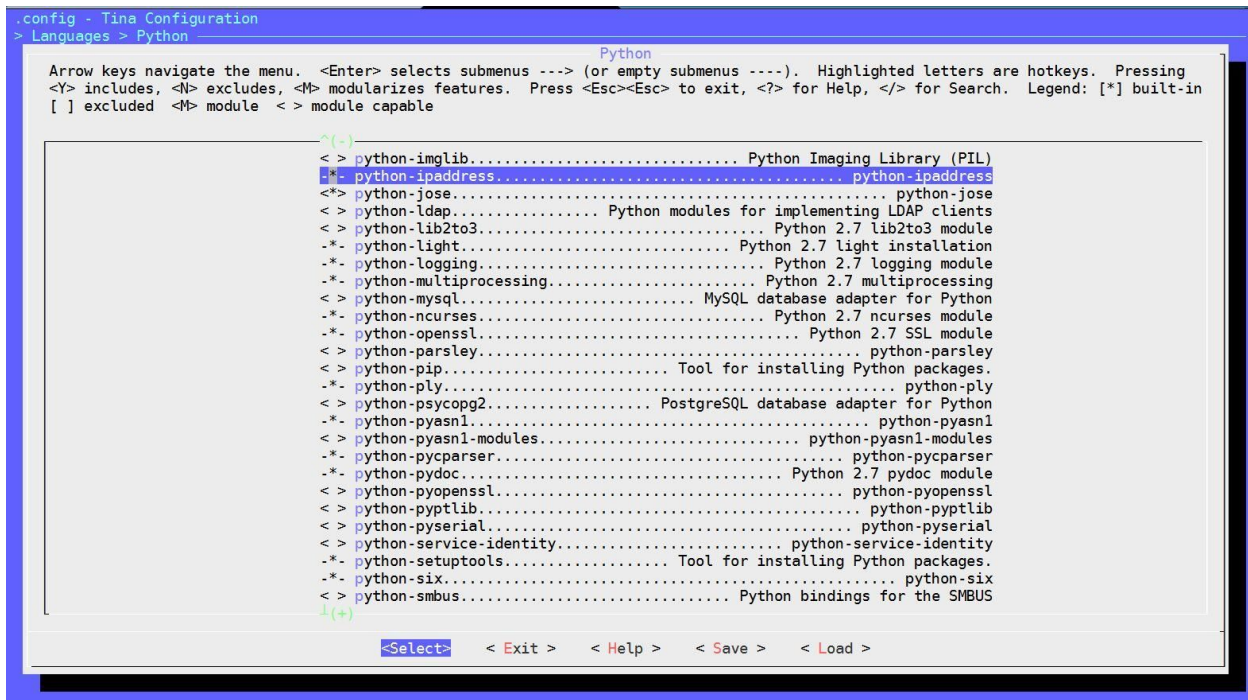 .config - Tina Configuration
> Languages > Python
Python
Arrow keys navigate the menu. <Enter> selects submenus ---> (or empty submenus ----). Highlighted letters are hotkeys. Pressing
<Y> includes, <N> excludes, <M> modularizes features. Press <Esc><Esc> to exit, <?> for Help, </> for Search. Legend: [*] built-in
[ ] excluded <M> module < > module capable
^(-)
< > python-imglib............................... Python Imaging Library (PIL)
-*- python-ipaddress........................................ python-ipaddress
<*> python-jose.................................................. python-jose
< > python-ldap................. Python modules for implementing LDAP clients
< > python-lib2to3.................................. Python 2.7 lib2to3 module
-*- python-light............................... Python 2.7 light installation
-*- python-logging................................. Python 2.7 logging module
-*- python-multiprocessing........................ Python 2.7 multiprocessing
< > python-mysql........................... MySQL database adapter for Python
-*- python-ncurses................................. Python 2.7 ncurses module
-*- python-openssl..................................... Python 2.7 SSL module
< > python-parsley............................................ python-parsley
< > python-pip.......................... Tool for installing Python packages.
-*- python-ply.................................................... python-ply
< > python-psycopg2................... PostgreSQL database adapter for Python
-*- python-pyasn1.............................................. python-pyasn1
< > python-pyasn1-modules.............................. python-pyasn1-modules
-*- python-pycparser........................................ python-pycparser
-*- python-pydoc..................................... Python 2.7 pydoc module
< > python-pyopenssl........................................ python-pyopenssl
< > python-pyptlib............................................ python-pyptlib
< > python-pyserial.......................................... python-pyserial
< > python-service-identity.......................... python-service-identity
-*- python-setuptools................... Tool for installing Python packages.
-*- python-six.................................................... python-six
< > python-smbus............................... Python bindings for the SMBUS
┴(+)
<Select> < Exit > < Help > < Save > < Load >